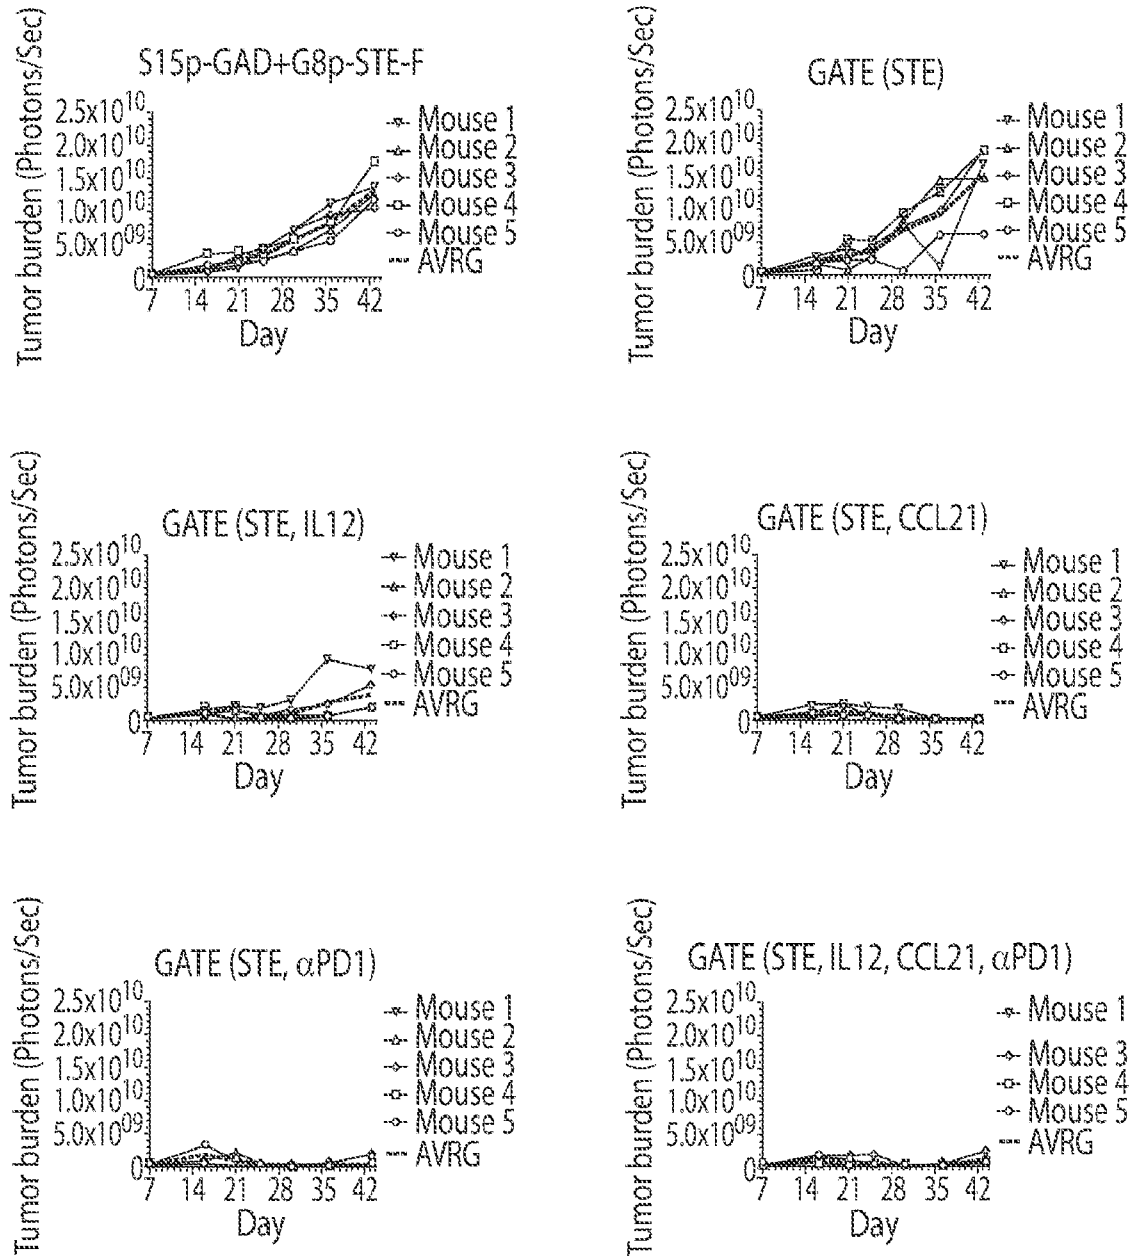 S15p-GAD+G8p-STE-F
Tumor burden (Photons/Sec)
2.5x10^10
2.0x10^10
1.5x10^10
1.0x10^10
5.0x10^09
0
7 14 21 28 35 42
Day
Mouse 1
Mouse 2
Mouse 3
Mouse 4
Mouse 5
AVRG
GATE (STE)
Tumor burden (Photons/Sec)
2.5x10^10
2.0x10^10
1.5x10^10
1.0x10^10
5.0x10^09
0
7 14 21 28 35 42
Day
Mouse 1
Mouse 2
Mouse 3
Mouse 4
Mouse 5
AVRG
GATE (STE, IL12)
Tumor burden (Photons/Sec)
2.5x10^10
2.0x10^10
1.5x10^10
1.0x10^10
5.0x10^09
0
7 14 21 28 35 42
Day
Mouse 1
Mouse 2
Mouse 3
Mouse 4
Mouse 5
AVRG
GATE (STE, CCL21)
Tumor burden (Photons/Sec)
2.5x10^10
2.0x10^10
1.5x10^10
1.0x10^10
5.0x10^09
0
7 14 21 28 35 42
Day
Mouse 1
Mouse 2
Mouse 3
Mouse 4
Mouse 5
AVRG
GATE (STE, αPD1)
Tumor burden (Photons/Sec)
2.5x10^10
2.0x10^10
1.5x10^10
1.0x10^10
5.0x10^09
0
7 14 21 28 35 42
Day
Mouse 1
Mouse 2
Mouse 3
Mouse 4
Mouse 5
AVRG
GATE (STE, IL12, CCL21, αPD1)
Tumor burden (Photons/Sec)
2.5x10^10
2.0x10^10
1.5x10^10
1.0x10^10
5.0x10^09
0
7 14 21 28 35 42
Day
Mouse 1
Mouse 3
Mouse 4
Mouse 5
AVRG